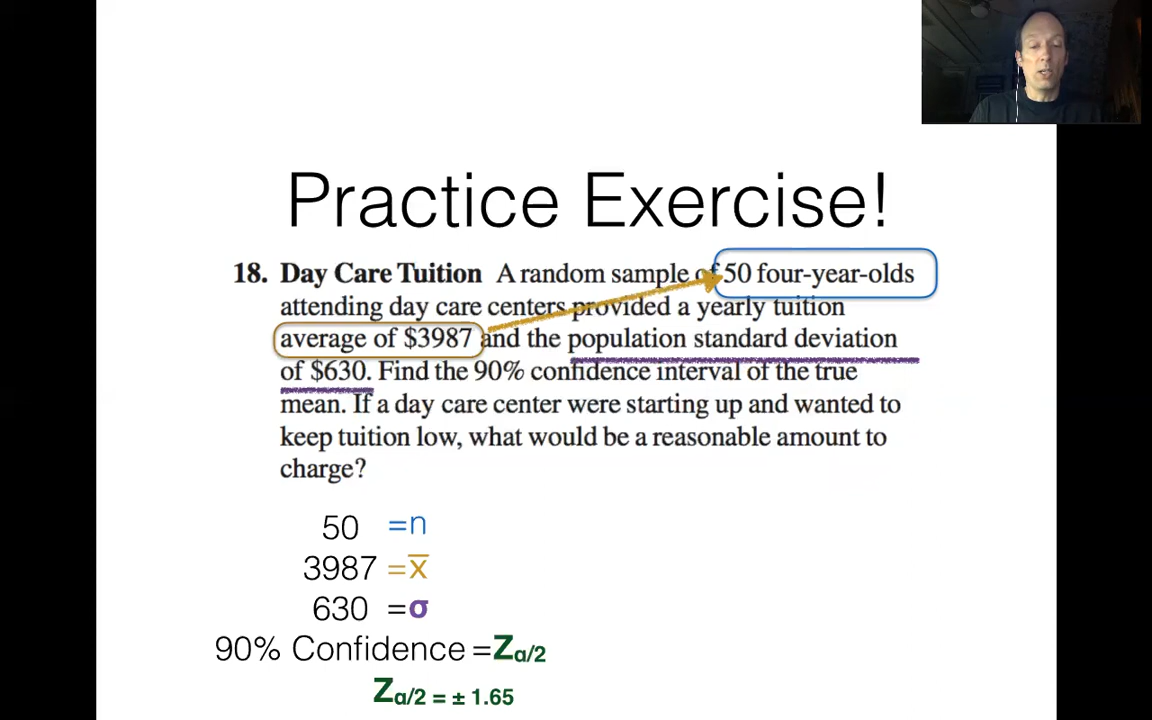 Practice Exercise!
18. Day Care Tuition A random sample of 50 four-year-olds
attending day care centers provided a yearly tuition
average of $3987 and the population standard deviation
of $630. Find the 90% confidence interval of the true
mean. If a day care center were starting up and wanted to
keep tuition low, what would be a reasonable amount to
charge?
50 =n
3987 =x̅
630 =σ
90% Confidence =Zα/2
Zα/2 = ± 1.65